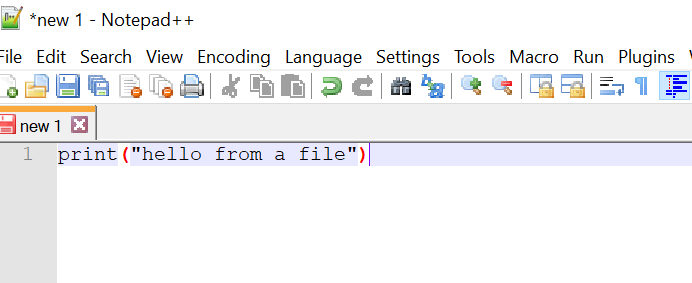 *new 1 - Notepad++
File Edit Search View Encoding Language Settings Tools Macro Run Plugins
new 1
1 print("hello from a file")